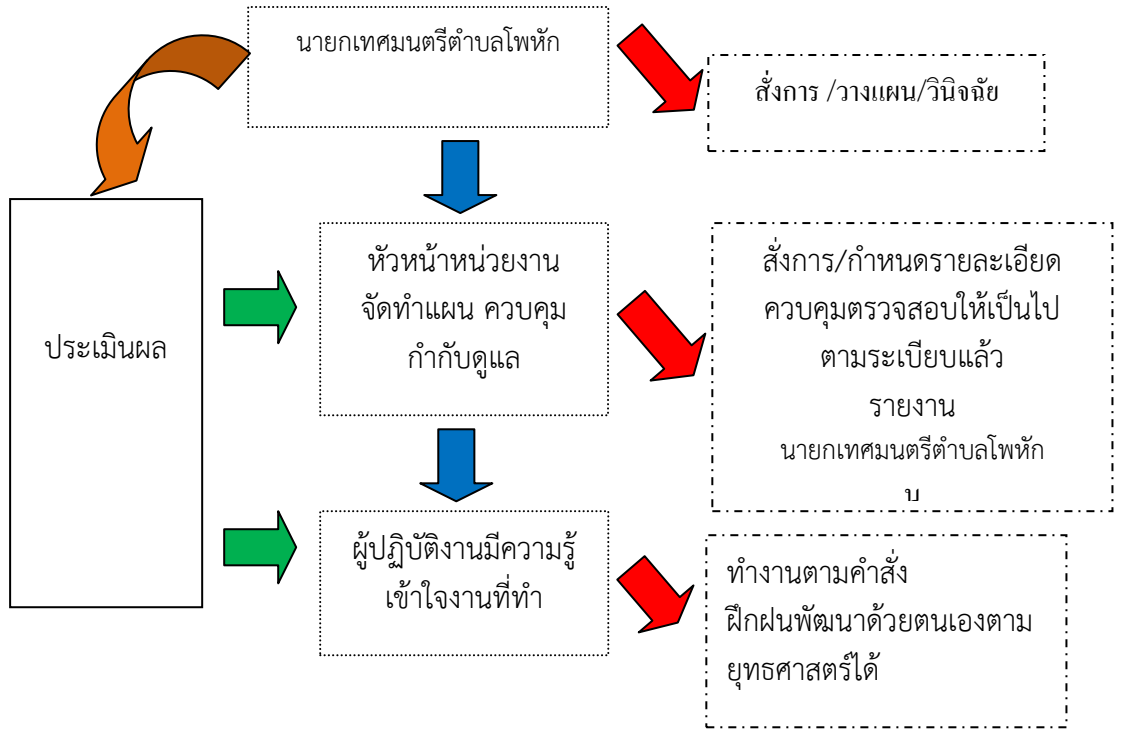 นายกเทศมนตรีตำบลโพหัก
สั่งการ /วางแผน/วินิจฉัย
ประเมินผล
หัวหน้าหน่วยงาน
จัดทำแผน ควบคุม
กำกับดูแล
สั่งการ/กำหนดรายละเอียด
ควบคุมตรวจสอบให้เป็นไป
ตามระเบียบแล้ว
รายงาน
นายกเทศมนตรีตำบลโพหัก
ผู้ปฏิบัติงานมีความรู้
เข้าใจงานที่ทำ
ทำงานตามคำสั่ง
ฝึกฝนพัฒนาด้วยตนเองตาม
ยุทธศาสตร์ได้